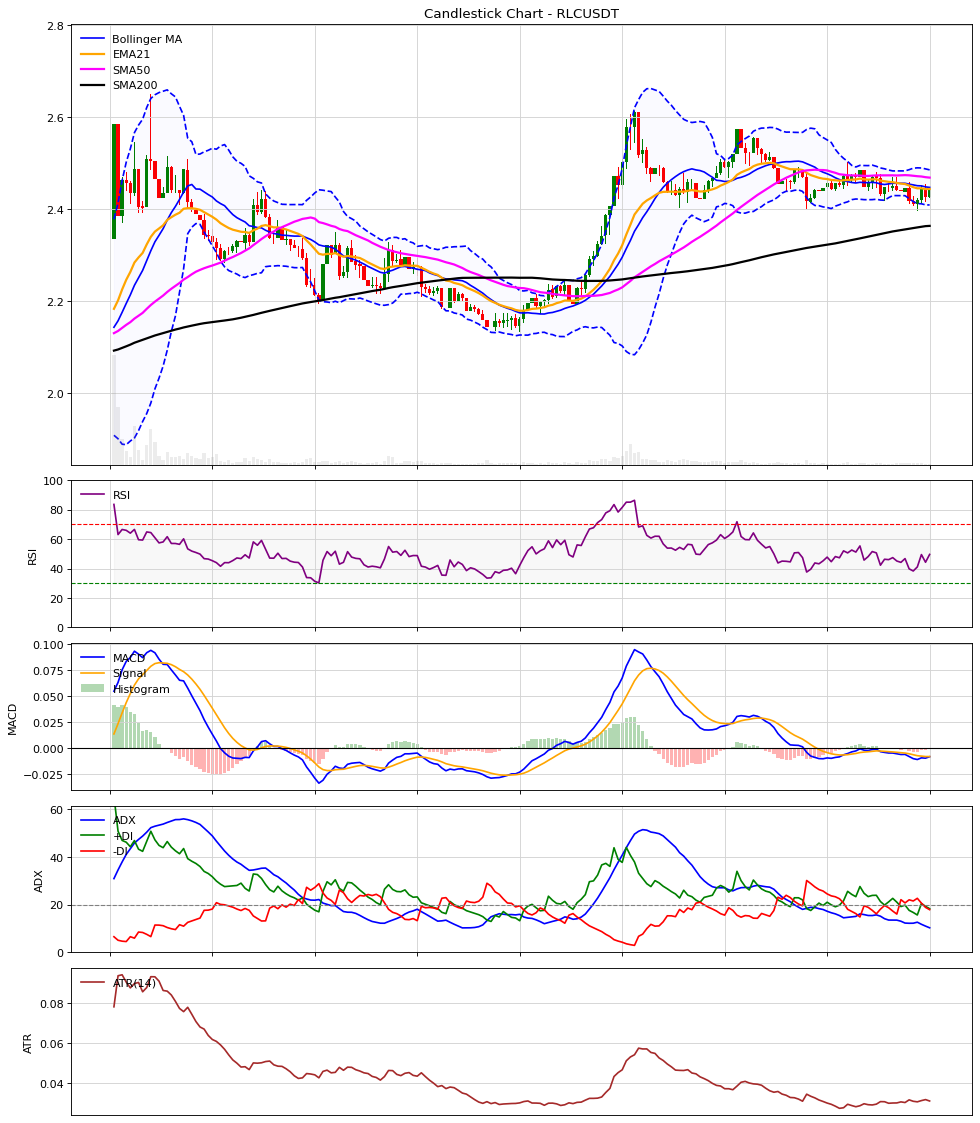 Candlestick Chart - RLCUSDT
2.8
2.6
2.4
2.2
2.0
Bollinger MA
EMA21
SMA50
SMA200
100
80
60
40
20
0
RSI
RSI
0.100
0.075
0.050
0.025
0.000
−0.025
MACD
MACD
Signal
Histogram
60
40
20
0
ADX
ADX
+DI
-DI
0.08
0.06
0.04
ATR
ATR(14)